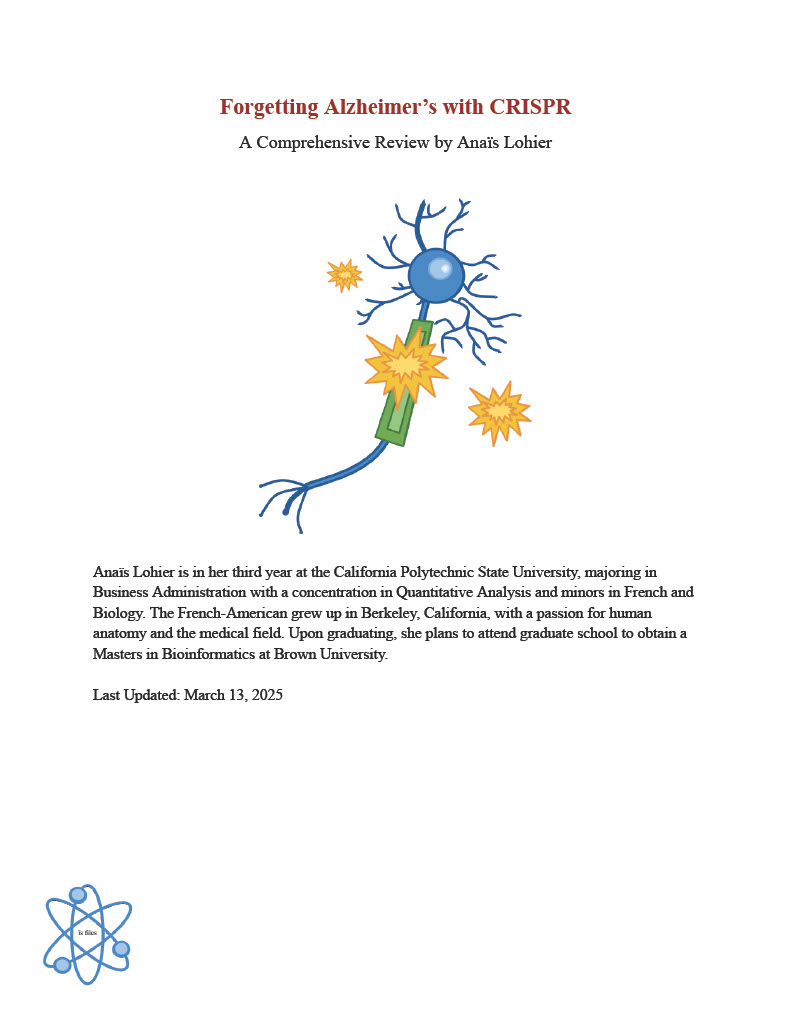 Forgetting Alzheimer’s with CRISPR
A Comprehensive Review by Anaïs Lohier
Anaïs Lohier is in her third year at the California Polytechnic State University, majoring in
Business Administration with a concentration in Quantitative Analysis and minors in French and
Biology. The French-American grew up in Berkeley, California, with a passion for human
anatomy and the medical field. Upon graduating, she plans to attend graduate school to obtain a
Masters in Bioinformatics at Brown University.
Last Updated: March 13, 2025
ïs files